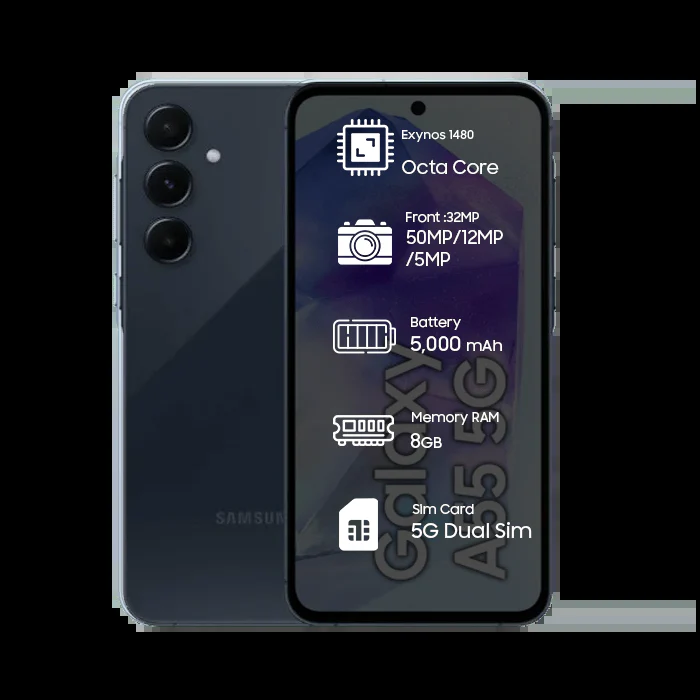 Exynos 1480
Octa Core
Front :32MP
50MP/12MP
/5MP
Battery
5,000 mAh
Memory RAM
8GB
Sim Card
5G Dual Sim
Galaxy
A55 5G
SAMSUN